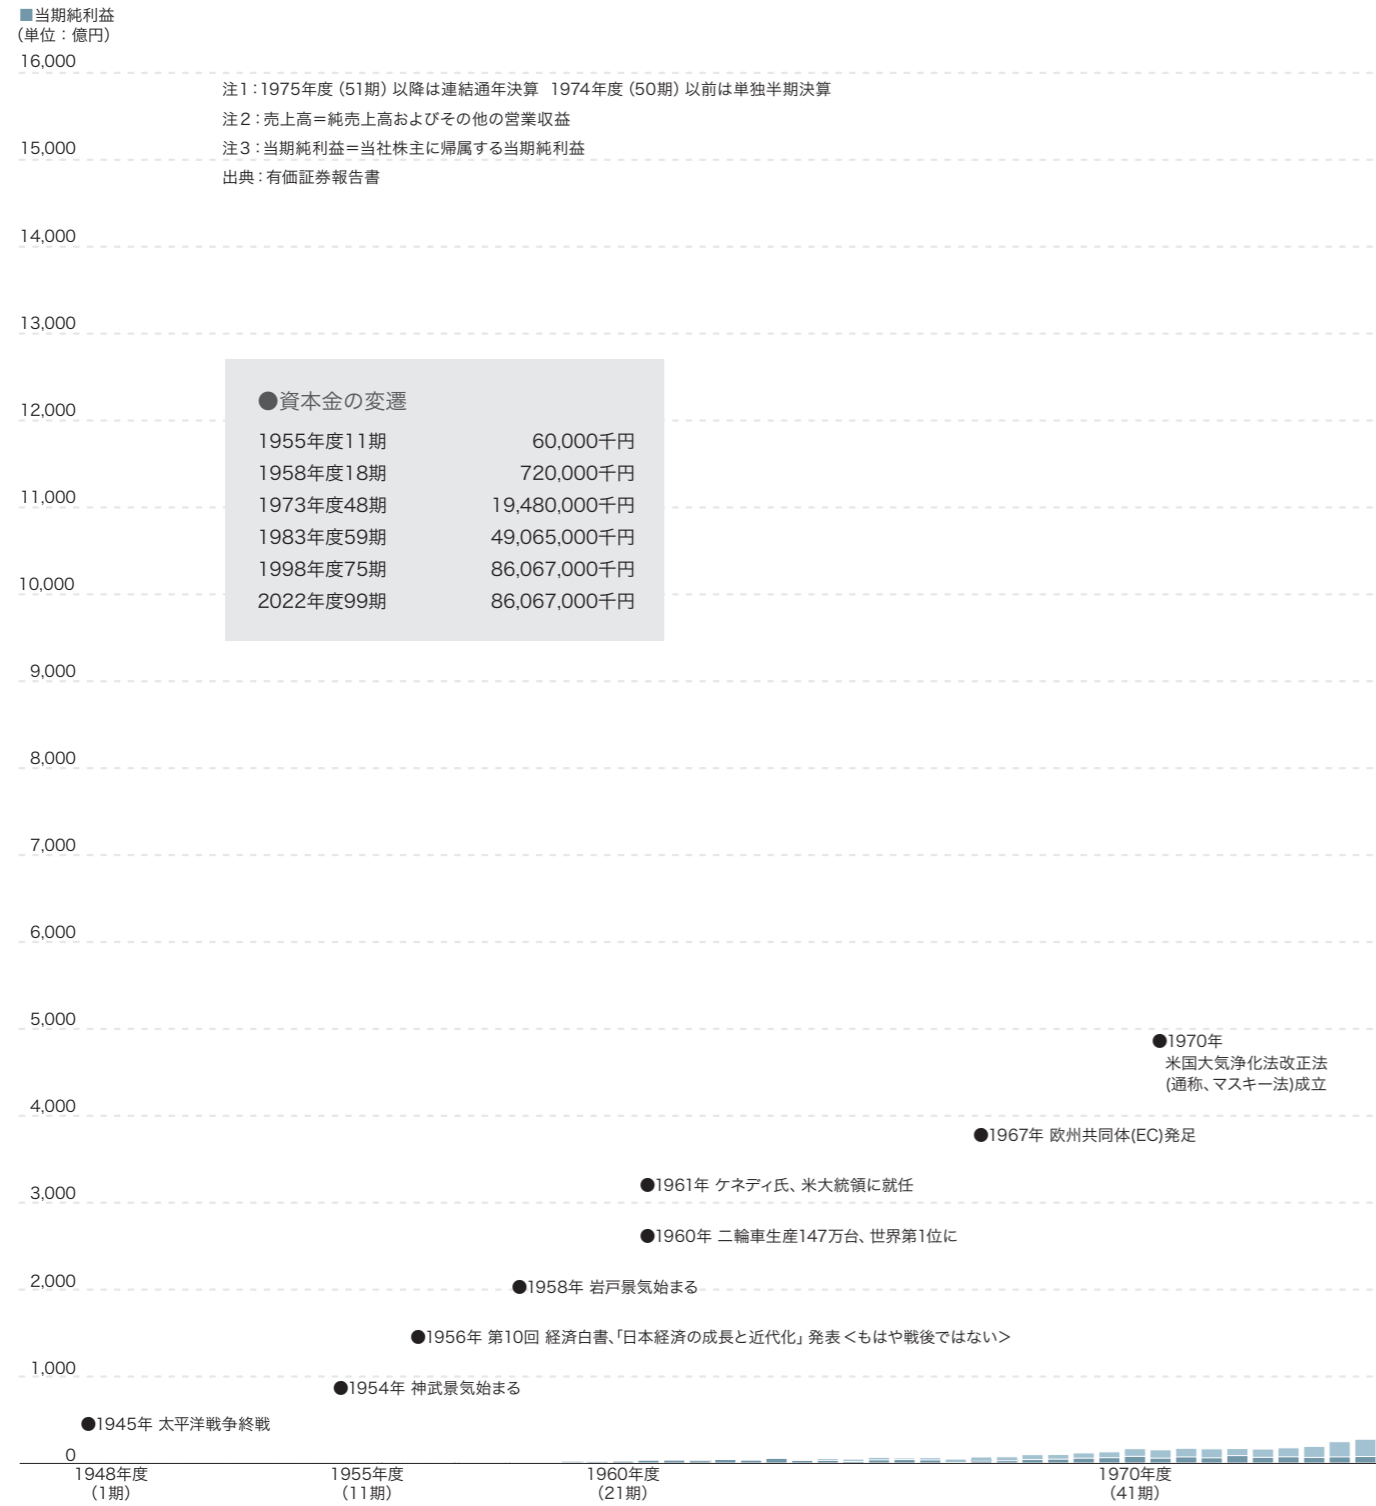 ■当期純利益
（単位：億円）
16,000
注1：1975年度（51期）以降は連結通年決算　1974年度（50期）以前は単独半期決算
注2：売上高＝純売上高およびその他の営業収益
15,000
注3：当期純利益＝当社株主に帰属する当期純利益
出典：有価証券報告書
14,000
13,000
12,000
11,000
10,000
9,000
8,000
7,000
6,000
5,000
4,000
3,000
2,000
1,000
0
●資本金の変遷
1955年度11期 60,000千円
1958年度18期 720,000千円
1973年度48期 19,480,000千円
1983年度59期 49,065,000千円
1998年度75期 86,067,000千円
2022年度99期 86,067,000千円
●1970年
米国大気浄化法改正法
(通称、マスキー法)成立
●1967年 欧州共同体(EC)発足
●1961年 ケネディ氏、米大統領に就任
●1960年 二輪車生産147万台、世界第1位に
●1958年 岩戸景気始まる
●1956年 第10回 経済白書、「日本経済の成長と近代化」 発表＜もはや戦後ではない＞
●1954年 神武景気始まる
●1945年 太平洋戦争終戦
1948年度 1955年度 1960年度 1970年度
（1期） （11期） （21期） （41期）